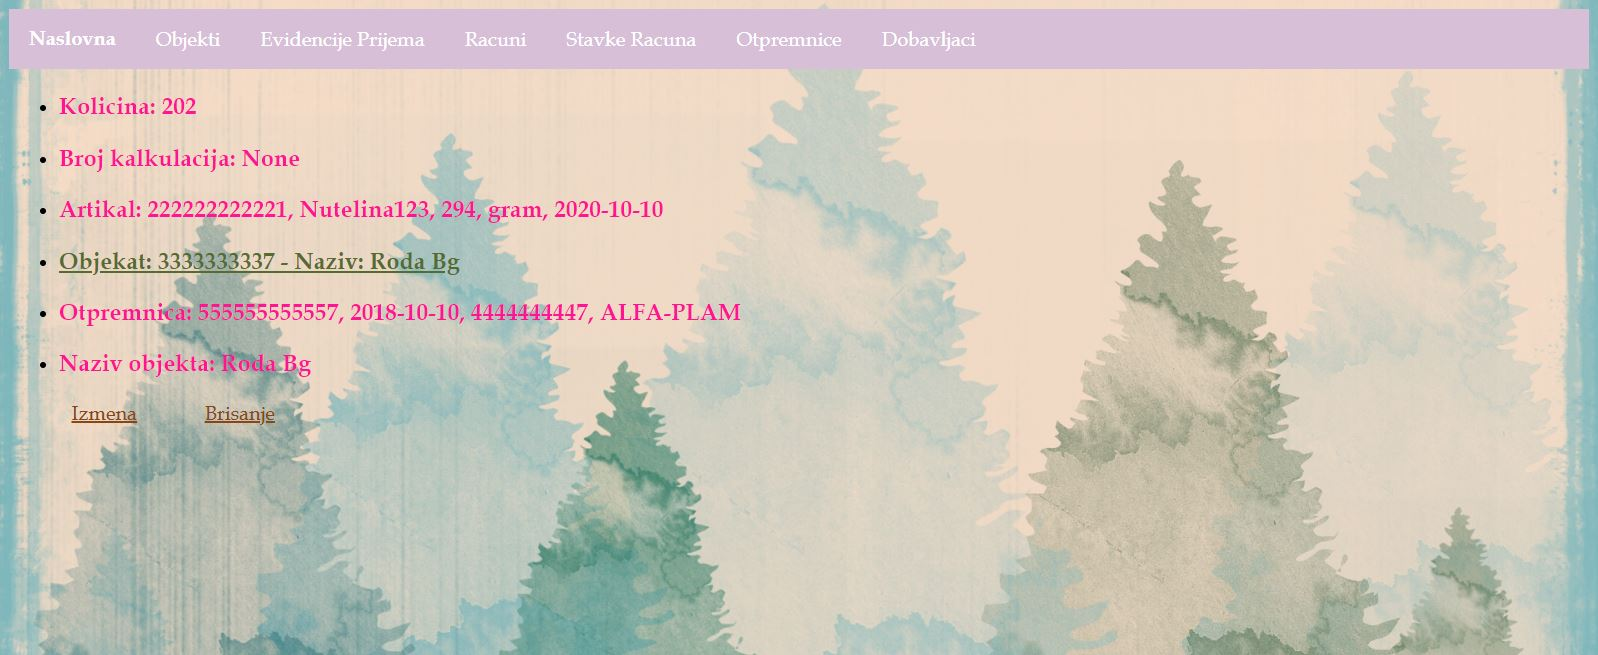 Naslovna Objekti Evidencije Prijema Racuni Stavke Racuna Otpremnice Dobavljaci
Kolicina: 202
Broj kalkulacija: None
Artikal: 222222222221, Nutelina123, 294, gram, 2020-10-10
Objekat: 3333333337 - Naziv: Roda Bg
Otpremnica: 555555555557, 2018-10-10, 4444444447, ALFA-PLAM
Naziv objekta: Roda Bg
Izmena Brisanje